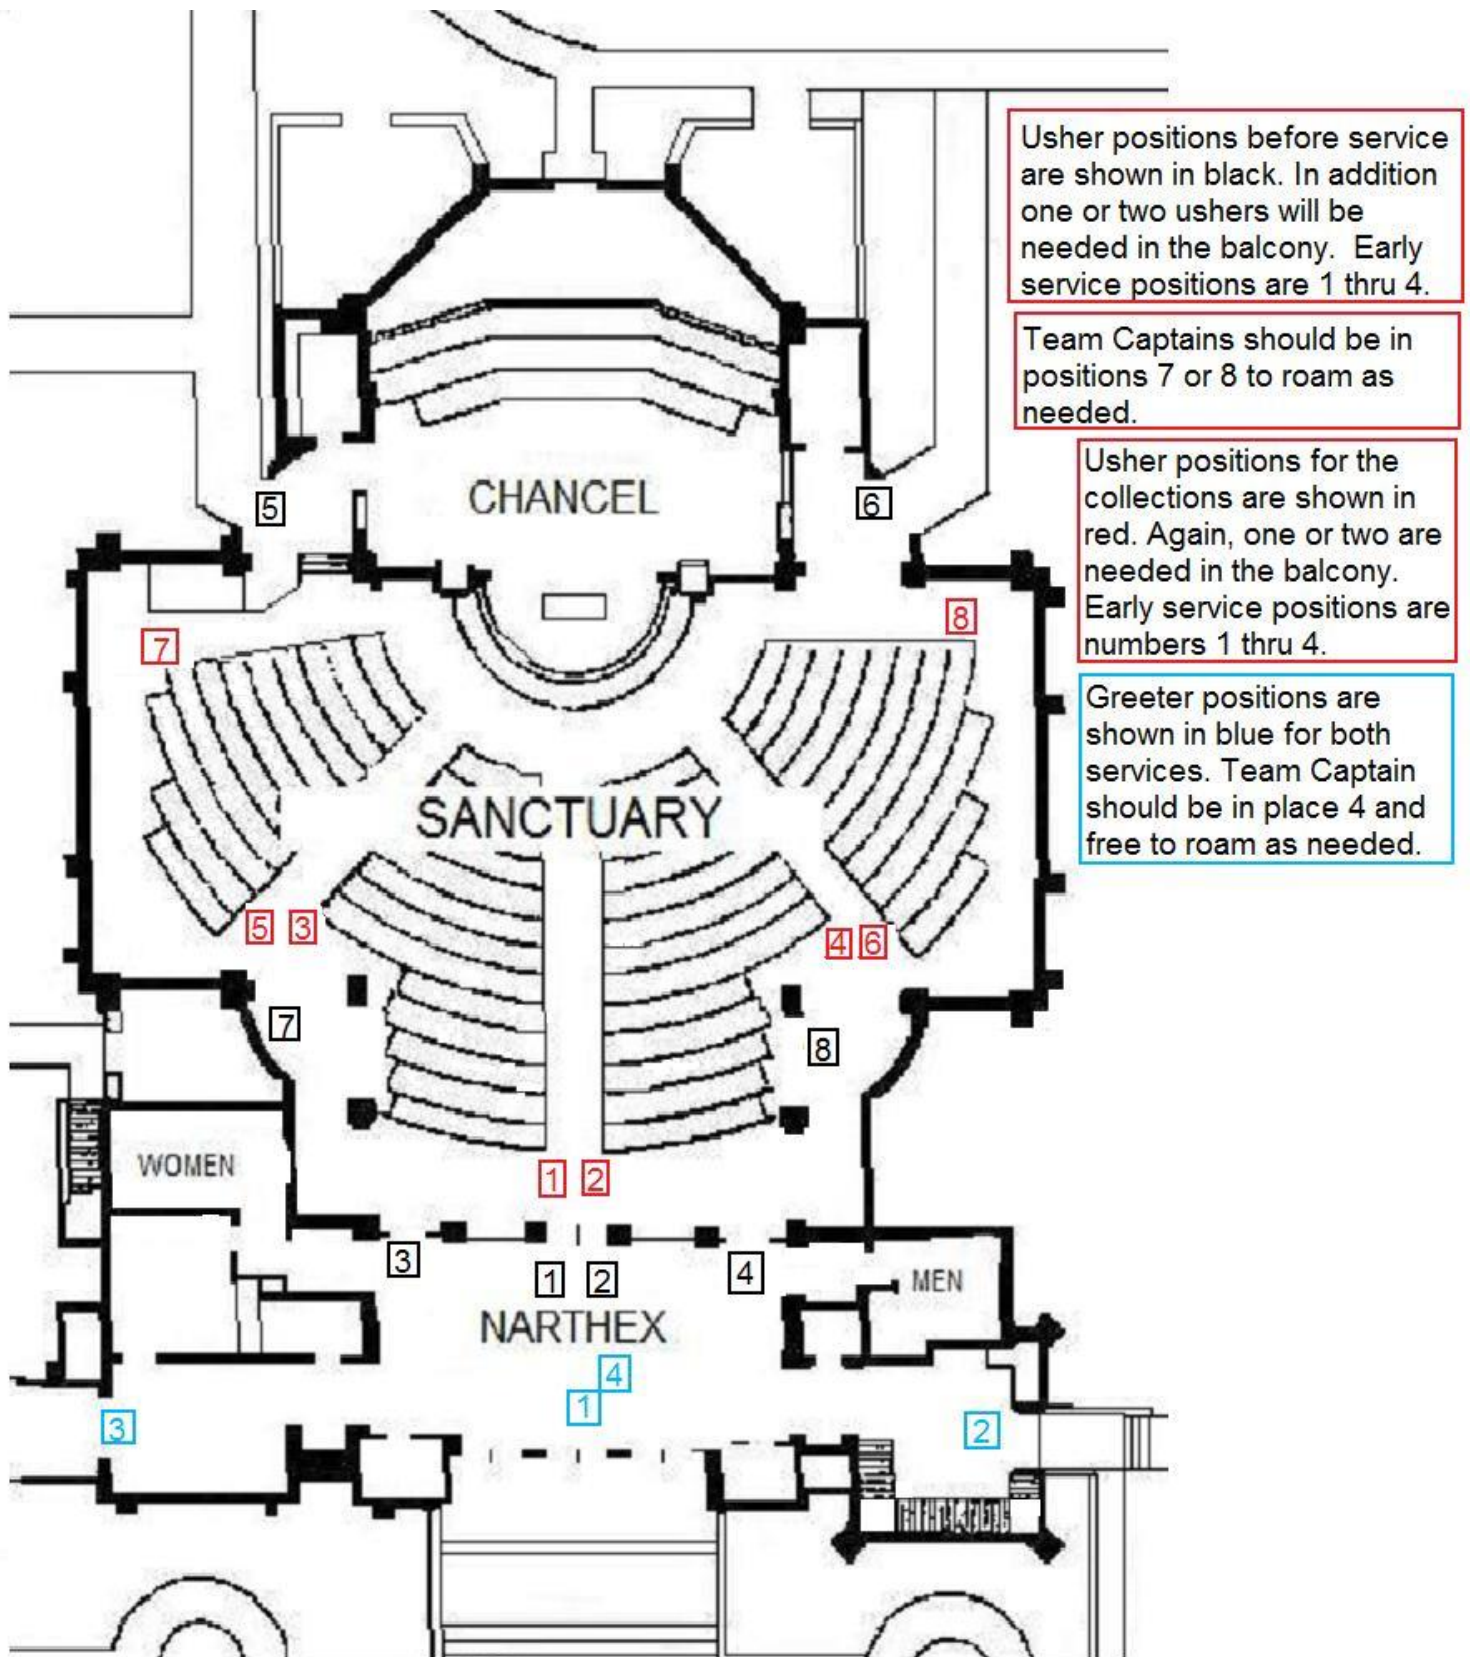 Usher positions before service
are shown in black. In addition
one or two ushers will be
needed in the balcony.  Early
service positions are 1 thru 4.
Team Captains should be in
positions 7 or 8 to roam as
needed.
Usher positions for the
collections are shown in
red. Again, one or two are
needed in the balcony.
Early service positions are
numbers 1 thru 4.
Greeter positions are
shown in blue for both
services. Team Captain
should be in place 4 and
free to roam as needed.
CHANCEL
5
6
7
8
SANCTUARY
5 3
4 6
7
8
WOMEN
1 2
3
1 2
4
MEN
NARTHEX
4
1
3
2